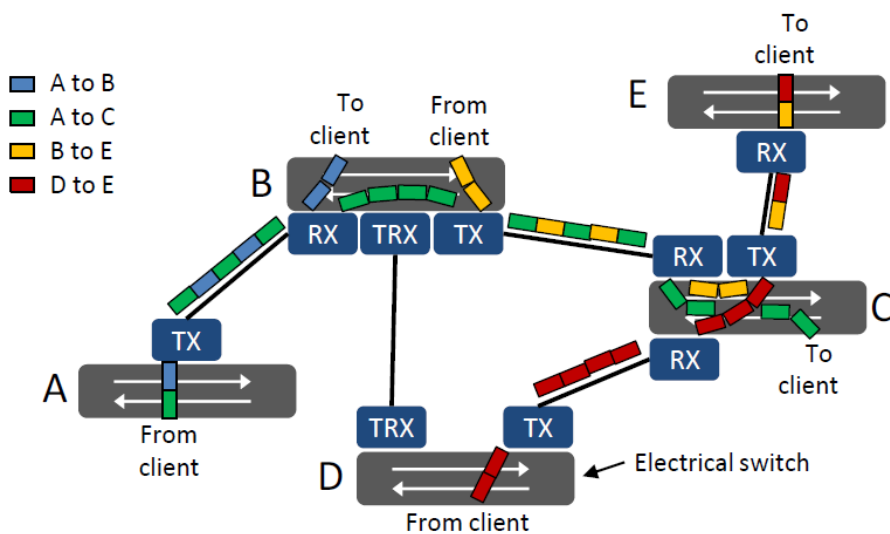 A to B
A to C
B to E
D to E
To
client
From
client
B
RX
TRX
TX
To
client
E
RX
RX
TX
C
To
client
RX
TX
A
From
client
TRX
TX
D
Electrical switch
From client